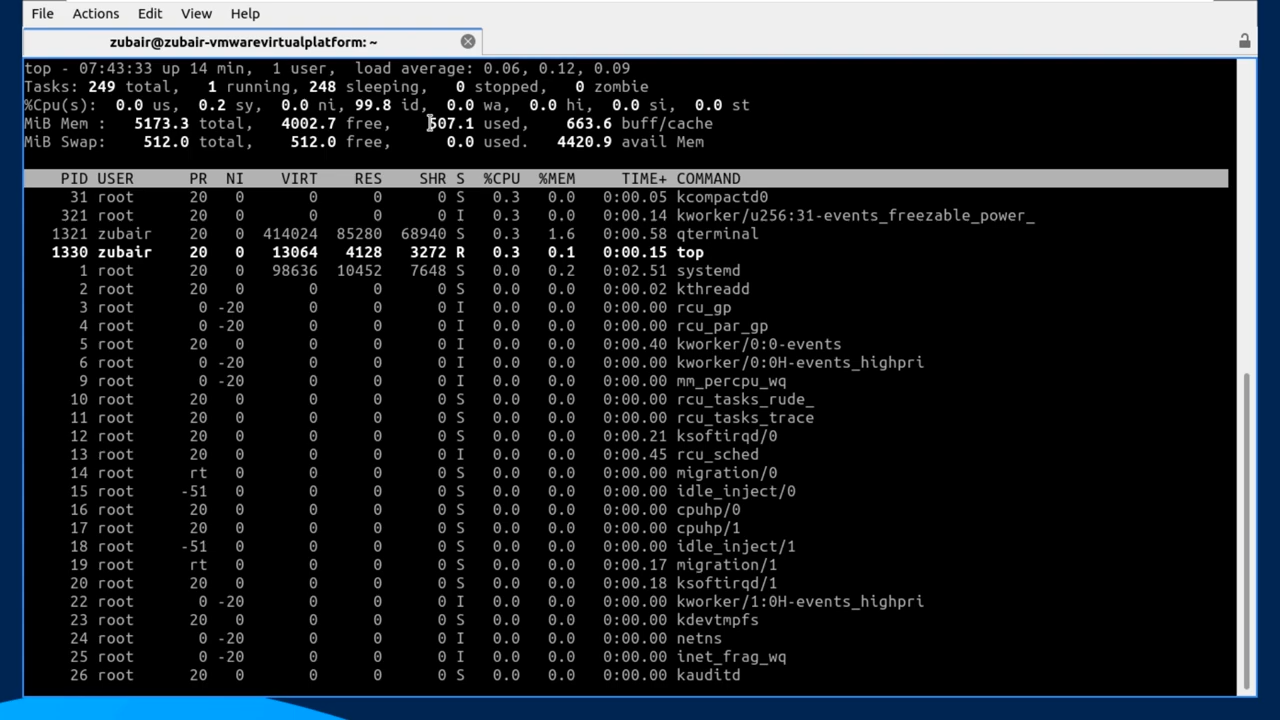 File Actions Edit View Help
zubair@zubair-vmwarevirtualplatform: ~
top - 07:43:33 up 14 min, 1 user, load average: 0.06, 0.12, 0.09
Tasks: 249 total, 1 running, 248 sleeping, 0 stopped, 0 zombie
%Cpu(s): 0.0 us, 0.2 sy, 0.0 ni, 99.8 id, 0.0 wa, 0.0 hi, 0.0 si, 0.0 st
MiB Mem : 5173.3 total, 4002.7 free, 507.1 used, 663.6 buff/cache
MiB Swap: 512.0 total, 512.0 free, 0.0 used. 4420.9 avail Mem
PID USER PR NI VIRT RES SHR S %CPU %MEM TIME+ COMMAND
31 root 20 0 0 0 0 S 0.3 0.0 0:00.05 kcompactd0
321 root 20 0 0 0 0 I 0.3 0.0 0:00.14 kworker/u256:31-events_freezable_power_
1321 zubair 20 0 414024 85280 68940 S 0.3 1.6 0:00.58 qterminal
1330 zubair 20 0 13064 4128 3272 R 0.3 0.1 0:00.15 top
1 root 20 0 98636 10452 7648 S 0.0 0.2 0:02.51 systemd
2 root 20 0 0 0 0 S 0.0 0.0 0:00.02 kthreadd
3 root 0 -20 0 0 0 I 0.0 0.0 0:00.00 rcu_gp
4 root 0 -20 0 0 0 I 0.0 0.0 0:00.00 rcu_par_gp
5 root 20 0 0 0 0 I 0.0 0.0 0:00.40 kworker/0:0-events
6 root 0 -20 0 0 0 I 0.0 0.0 0:00.00 kworker/0:0H-events_highpri
9 root 0 -20 0 0 0 I 0.0 0.0 0:00.00 mm_percpu_wq
10 root 20 0 0 0 0 S 0.0 0.0 0:00.00 rcu_tasks_rude_
11 root 20 0 0 0 0 S 0.0 0.0 0:00.00 rcu_tasks_trace
12 root 20 0 0 0 0 S 0.0 0.0 0:00.21 ksoftirqd/0
13 root 20 0 0 0 0 I 0.0 0.0 0:00.45 rcu_sched
14 root rt 0 0 0 0 S 0.0 0.0 0:00.00 migration/0
15 root -51 0 0 0 0 S 0.0 0.0 0:00.00 idle_inject/0
16 root 20 0 0 0 0 S 0.0 0.0 0:00.00 cpuhp/0
17 root 20 0 0 0 0 S 0.0 0.0 0:00.00 cpuhp/1
18 root -51 0 0 0 0 S 0.0 0.0 0:00.00 idle_inject/1
19 root rt 0 0 0 0 S 0.0 0.0 0:00.17 migration/1
20 root 20 0 0 0 0 S 0.0 0.0 0:00.18 ksoftirqd/1
22 root 0 -20 0 0 0 I 0.0 0.0 0:00.00 kworker/1:0H-events_highpri
23 root 20 0 0 0 0 S 0.0 0.0 0:00.00 kdevtmpfs
24 root 0 -20 0 0 0 I 0.0 0.0 0:00.00 netns
25 root 0 -20 0 0 0 I 0.0 0.0 0:00.00 inet_frag_wq
26 root 20 0 0 0 0 S 0.0 0.0 0:00.00 kauditd